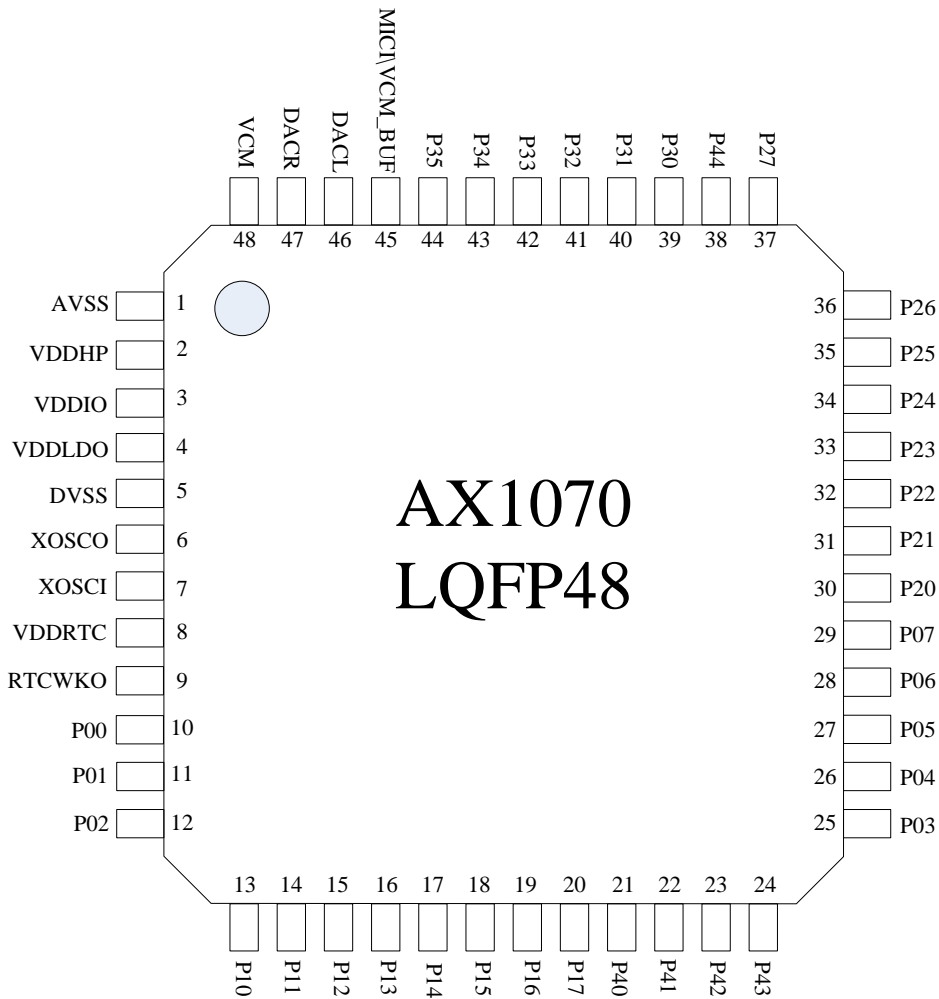 VCM
DACR
DACL
MICI\VCM_BUF
P35
P34
P33
P32
P31
P30
P44
P27
48 47 46 45 44 43 42 41 40 39 38 37
AVSS 1
VDDHP 2
VDDIO 3
VDDLDO 4
DVSS 5
XOSCO 6
XOSCI 7
VDDRTC 8
RTCWKO 9
P00 10
P01 11
P02 12
AX1070
LQFP48
36 P26
35 P25
34 P24
33 P23
32 P22
31 P21
30 P20
29 P07
28 P06
27 P05
26 P04
25 P03
13 14 15 16 17 18 19 20 21 22 23 24
P10
P11
P12
P13
P14
P15
P16
P17
P40
P41
P42
P43